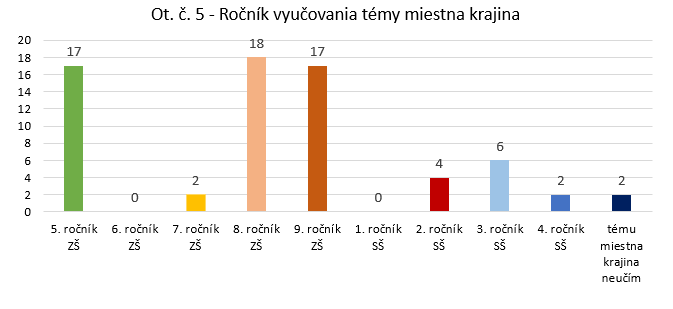 Ot. č. 5 - Ročník vyučovania témy miestna krajina
20
18
16
14
12
10
8
6
4
2
0
17
0
2
18
17
0
4
6
2
2
5. ročník
ZŠ
6. ročník
ZŠ
7. ročník
ZŠ
8. ročník
ZŠ
9. ročník
ZŠ
1. ročník
SŠ
2. ročník
SŠ
3. ročník
SŠ
4. ročník
SŠ
tému
miestna
krajina
neučím